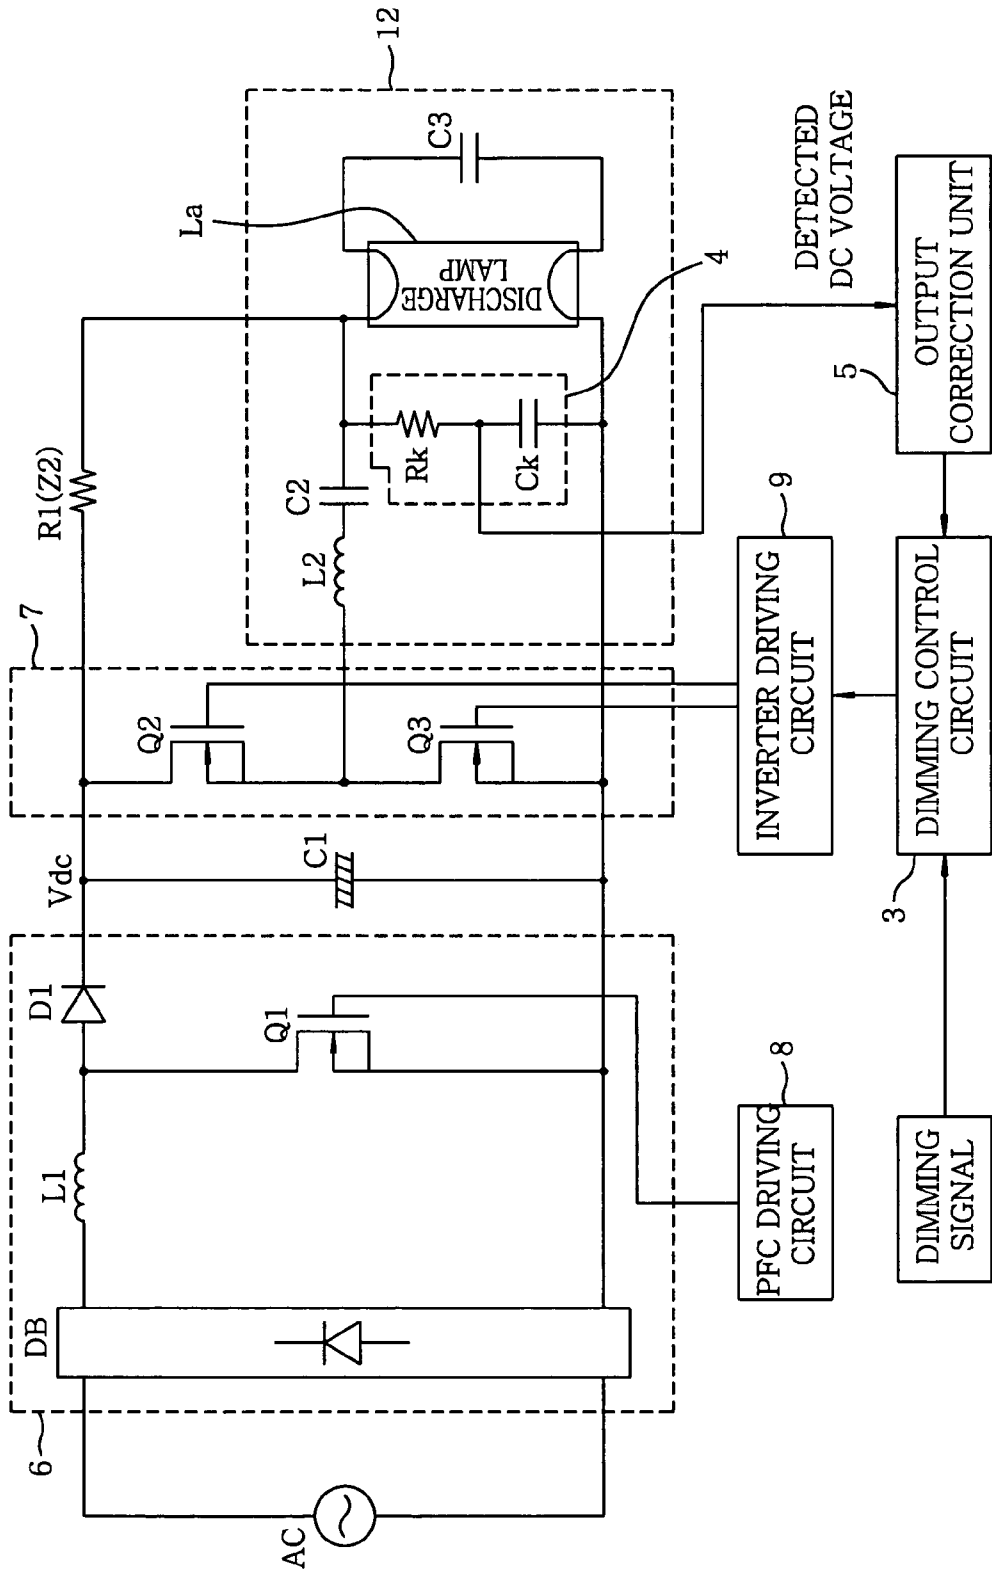 AC
6
DB
L1
D1
Q1
Vdc
C1
7
Q2
Q3
R1(Z2)
L2
C2
Rk
Ck
4
La
DISCHARGE
LAMP
C3
12
PFC DRIVING
CIRCUIT
8
INVERTER DRIVING
CIRCUIT
9
DETECTED
DC VOLTAGE
DIMMING
SIGNAL
3
DIMMING CONTROL
CIRCUIT
5
OUTPUT
CORRECTION UNIT